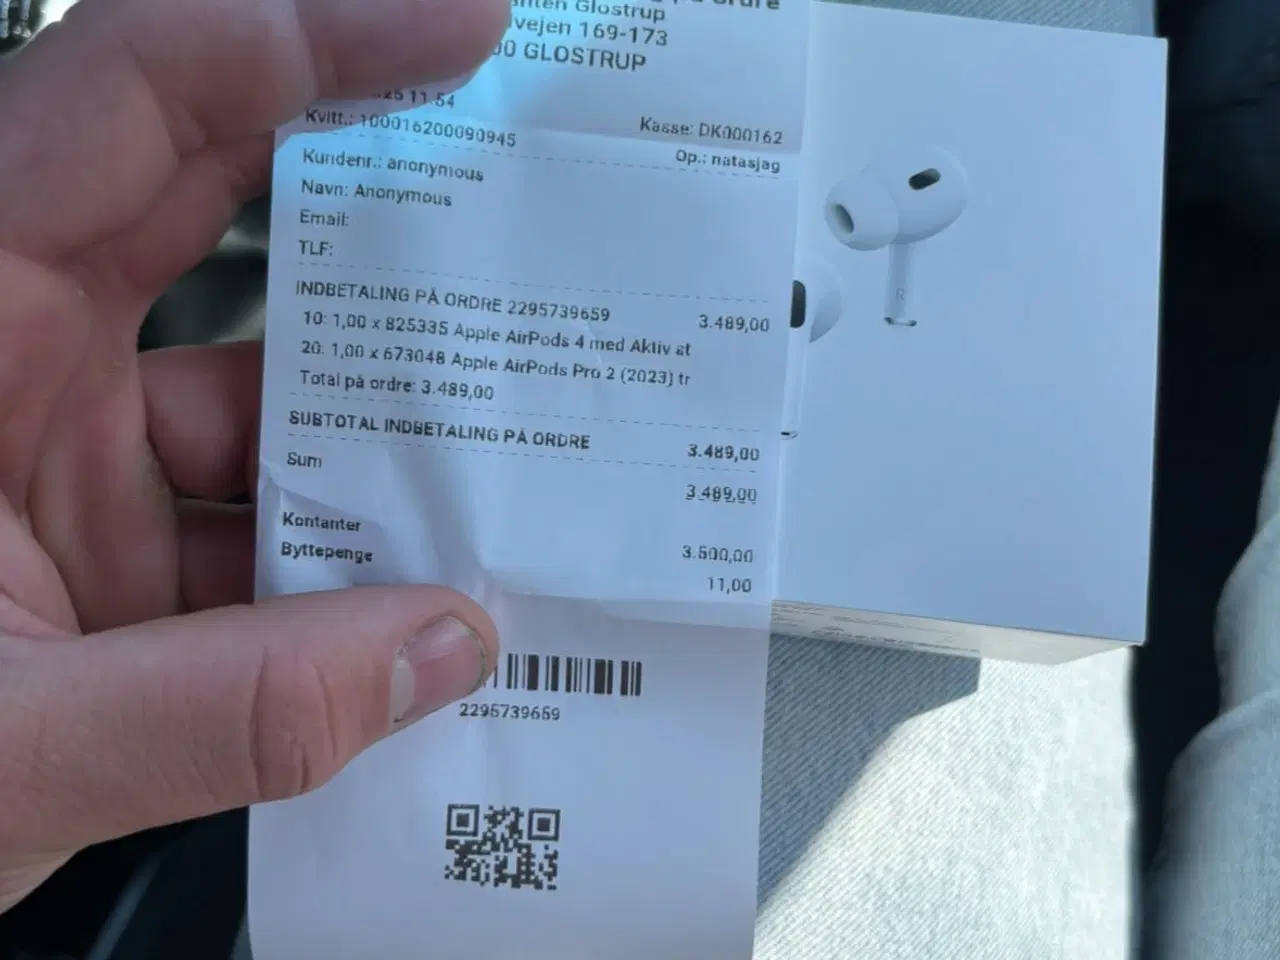 Ordre
Glostrup
vejen 169-173
00 GLOSTRUP
11:54
Kvitt.: 100016200090945
Kasse: DK000162
Op.: natasjag
Kundenr.: anonymous
Navn: Anonymous
Email:
TLF:
INDBETALING PÅ ORDRE 2295739659 3.489,00
10: 1,00 x 825335 Apple AirPods 4 med Aktiv st
20: 1,00 x 673048 Apple AirPods Pro 2 (2023) tr
Total på ordre: 3.489,00
SUBTOTAL INDBETALING PÅ ORDRE 3.489,00
Sum 3.489,00
Kontanter 3.500,00
Byttepenge 11,00
2295739659
R